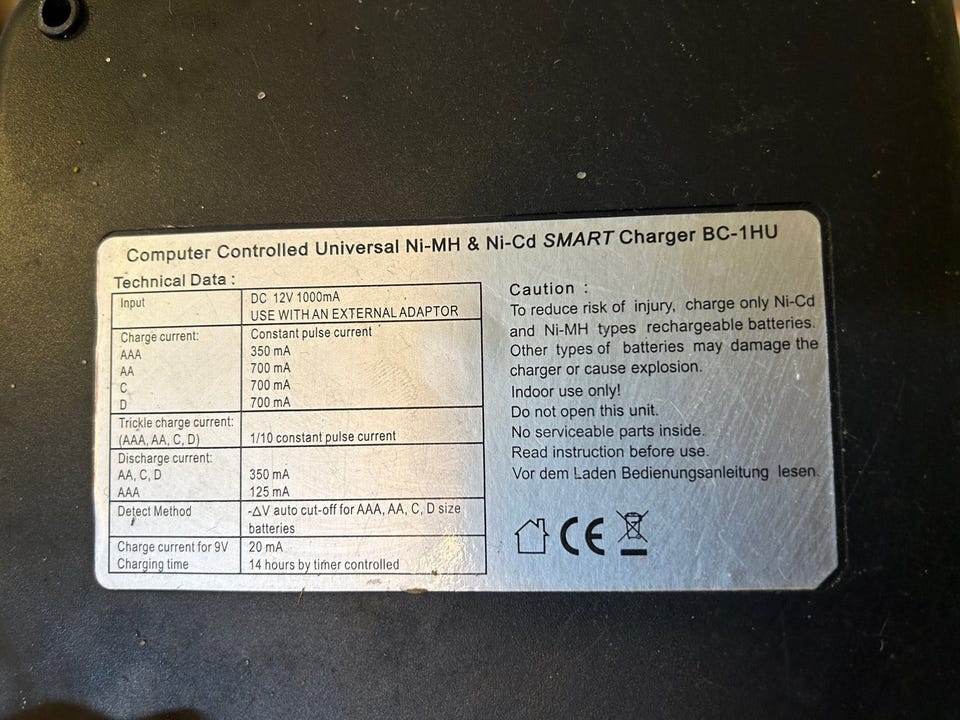 Computer Controlled Universal Ni-MH & Ni-Cd SMART Charger BC-1HU
Technical Data :
Input DC 12V 1000mA
USE WITH AN EXTERNAL ADAPTOR
Charge current: Constant pulse current
AAA 350 mA
AA 700 mA
C 700 mA
D 700 mA
Trickle charge current:
(AAA, AA, C, D) 1/10 constant pulse current
Discharge current:
AA, C, D 350 mA
AAA 125 mA
Detect Method -ΔV auto cut-off for AAA, AA, C, D size
batteries
Charge current for 9V 20 mA
Charging time 14 hours by timer controlled
Caution :
To reduce risk of injury, charge only Ni-Cd
and Ni-MH types rechargeable batteries.
Other types of batteries may damage the
charger or cause explosion.
Indoor use only!
Do not open this unit.
No serviceable parts inside.
Read instruction before use.
Vor dem Laden Bedienungsanleitung lesen.
CE